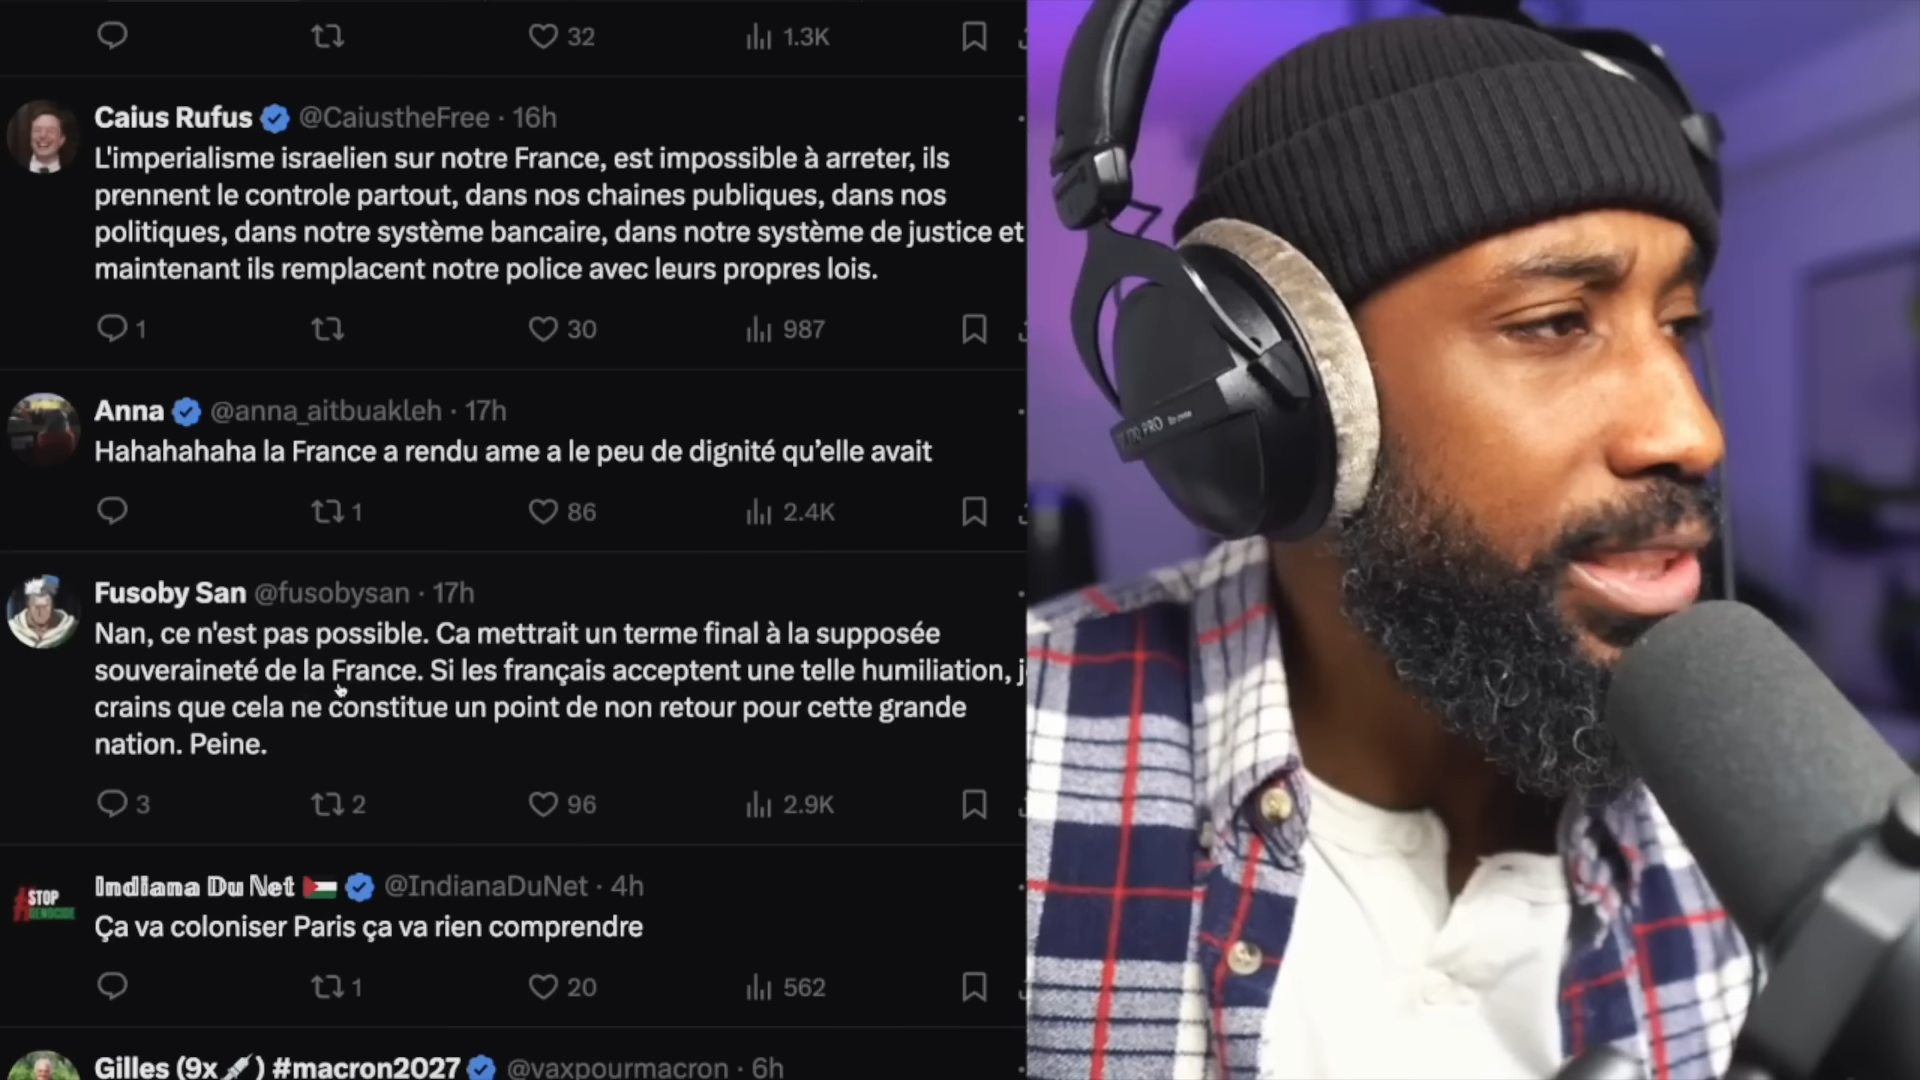 32 1.3K
Caius Rufus @CaiustheFree · 16h
L'imperialisme israelien sur notre France, est impossible à arreter, ils
prennent le controle partout, dans nos chaines publiques, dans nos
politiques, dans notre système bancaire, dans notre système de justice et
maintenant ils remplacent notre police avec leurs propres lois.
1 30 987
Anna @anna_aitbuakleh · 17h
Hahahahaha la France a rendu ame a le peu de dignité qu’elle avait
1 86 2.4K
Fusoby San @fusobysan · 17h
Nan, ce n'est pas possible. Ca mettrait un terme final à la supposée
souveraineté de la France. Si les français acceptent une telle humiliation,
crains que cela ne constitue un point de non retour pour cette grande
nation. Peine.
3 2 96 2.9K
#STOP
GENOCIDE
Indiana Du Net @IndianaDuNet · 4h
Ça va coloniser Paris ça va rien comprendre
1 20 562
Gilles (9x💉) #macron2027 @vaxpourmacron · 6h
PRO